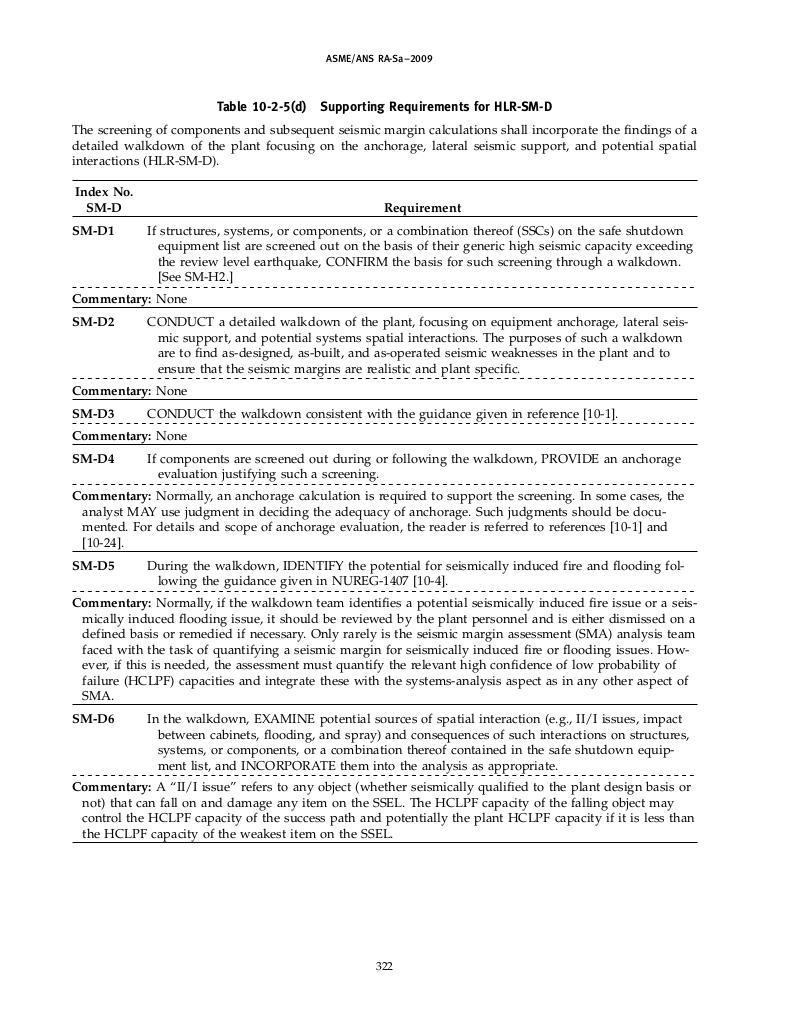 ASME/ANS RA-Sa–2009
Table 10-2-5(d) Supporting Requirements for HLR-SM-D
The screening of components and subsequent seismic margin calculations shall incorporate the findings of a
detailed walkdown of the plant focusing on the anchorage, lateral seismic support, and potential spatial
interactions (HLR-SM-D).
Index No.
SM-D Requirement
SM-D1 If structures, systems, or components, or a combination thereof (SSCs) on the safe shutdown
equipment list are screened out on the basis of their generic high seismic capacity exceeding
the review level earthquake, CONFIRM the basis for such screening through a walkdown.
[See SM-H2.]
Commentary: None
SM-D2 CONDUCT a detailed walkdown of the plant, focusing on equipment anchorage, lateral seis-
mic support, and potential systems spatial interactions. The purposes of such a walkdown
are to find as-designed, as-built, and as-operated seismic weaknesses in the plant and to
ensure that the seismic margins are realistic and plant specific.
Commentary: None
SM-D3 CONDUCT the walkdown consistent with the guidance given in reference [10-1].
Commentary: None
SM-D4 If components are screened out during or following the walkdown, PROVIDE an anchorage
evaluation justifying such a screening.
Commentary: Normally, an anchorage calculation is required to support the screening. In some cases, the
analyst MAY use judgment in deciding the adequacy of anchorage. Such judgments should be docu-
mented. For details and scope of anchorage evaluation, the reader is referred to references [10-1] and
[10-24].
SM-D5 During the walkdown, IDENTIFY the potential for seismically induced fire and flooding fol-
lowing the guidance given in NUREG-1407 [10-4].
Commentary: Normally, if the walkdown team identifies a potential seismically induced fire issue or a seis-
mically induced flooding issue, it should be reviewed by the plant personnel and is either dismissed on a
defined basis or remedied if necessary. Only rarely is the seismic margin assessment (SMA) analysis team
faced with the task of quantifying a seismic margin for seismically induced fire or flooding issues. How-
ever, if this is needed, the assessment must quantify the relevant high confidence of low probability of
failure (HCLPF) capacities and integrate these with the systems-analysis aspect as in any other aspect of
SMA.
SM-D6 In the walkdown, EXAMINE potential sources of spatial interaction (e.g., II/I issues, impact
between cabinets, flooding, and spray) and consequences of such interactions on structures,
systems, or components, or a combination thereof contained in the safe shutdown equip-
ment list, and INCORPORATE them into the analysis as appropriate.
Commentary: A “II/I issue” refers to any object (whether seismically qualified to the plant design basis or
not) that can fall on and damage any item on the SSEL. The HCLPF capacity of the falling object may
control the HCLPF capacity of the success path and potentially the plant HCLPF capacity if it is less than
the HCLPF capacity of the weakest item on the SSEL.
322